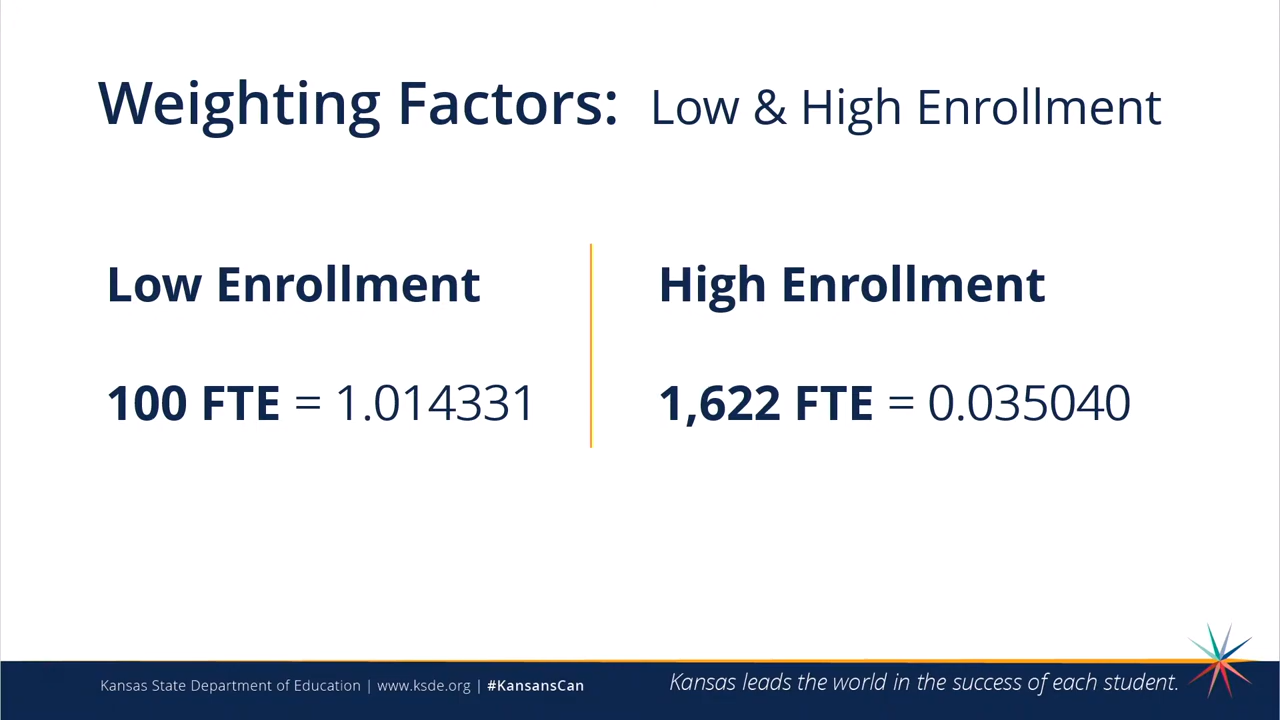 Weighting Factors: Low & High Enrollment
Low Enrollment
100 FTE = 1.014331
High Enrollment
1,622 FTE = 0.035040
Kansas State Department of Education | www.ksde.org | #KansansCan
Kansas leads the world in the success of each student.